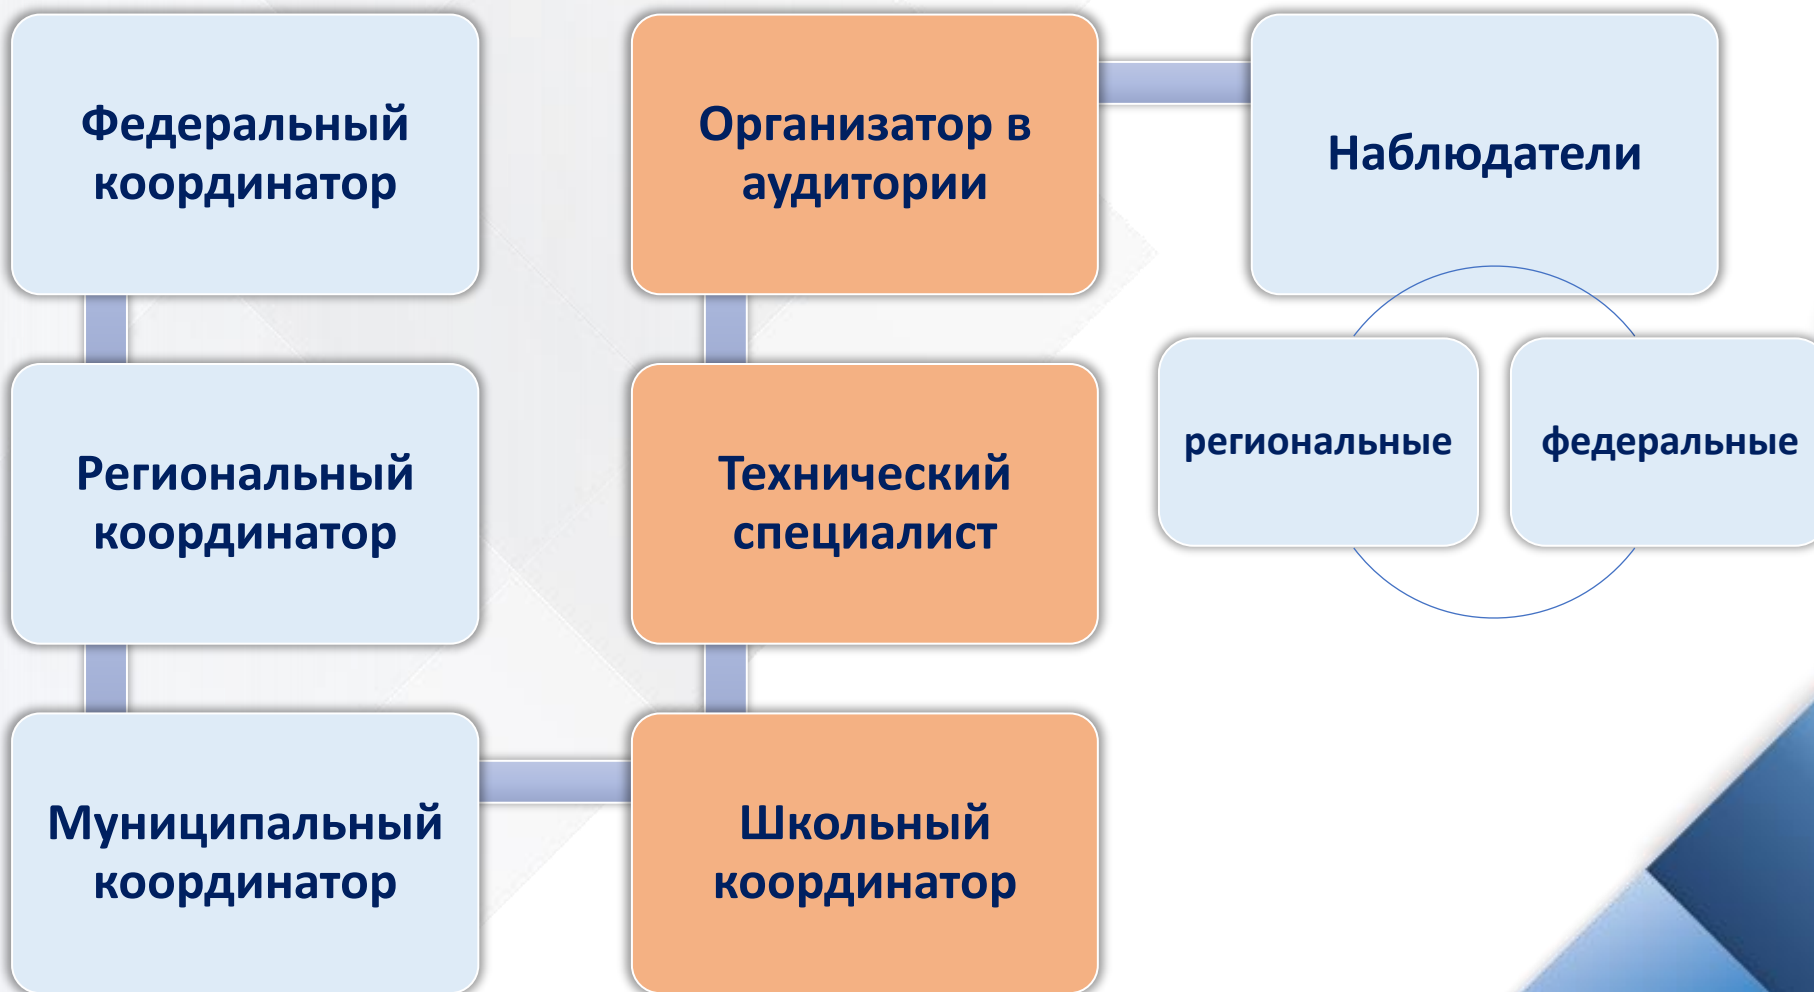 Федеральный
координатор
Региональный
координатор
Муниципальный
координатор
Школьный
координатор
Технический
специалист
Организатор в
аудитории
Наблюдатели
региональные
федеральные